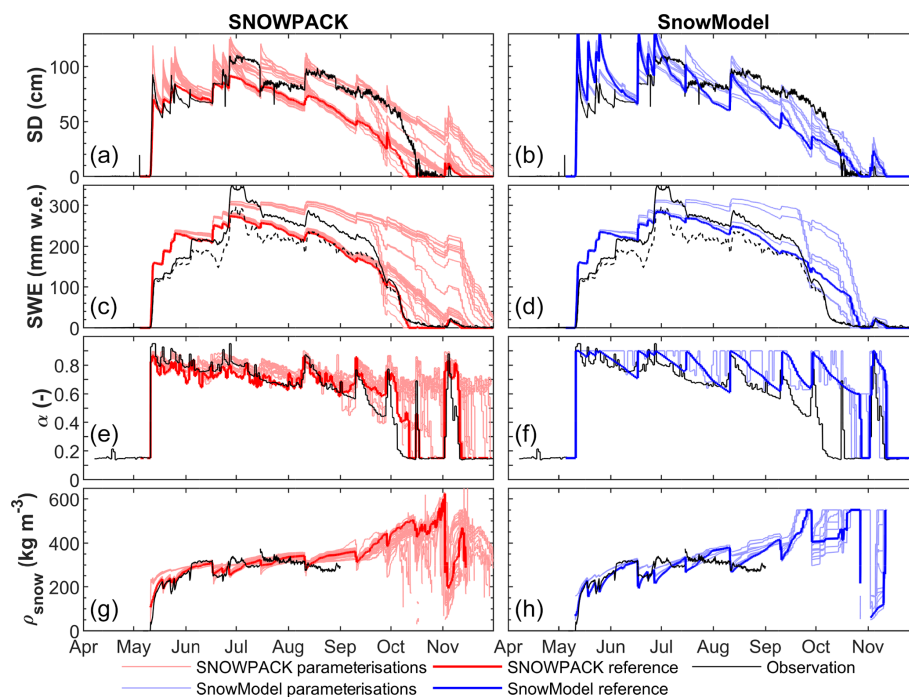 SNOWPACK SnowModel
SD (cm)
100
50
0
(a) (b)
SWE (mm w.e.)
300
200
100
0
(c) (d)
α (-)
0.8
0.6
0.4
0.2
(e) (f)
ρsnow (kg m⁻³)
600
400
200
0
(g) (h)
Apr May Jun Jul Aug Sep Oct Nov Apr May Jun Jul Aug Sep Oct Nov
SNOWPACK parameterisations SNOWPACK reference Observation
SnowModel parameterisations SnowModel reference